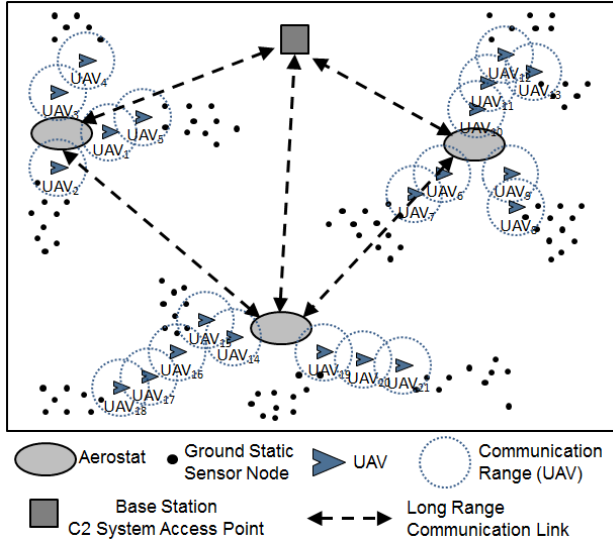 UAV₄
UAV₃
UAV₁
UAV₅
UAV₂
UAV₁₂
UAV₁₃
UAV₁₁
UAV₁₀
UAV₆
UAV₇
UAV₉
UAV₈
UAV₁₅
UAV₁₄
UAV₁₆
UAV₁₇
UAV₁₈
UAV₁₉
Aerostat
Ground Static
Sensor Node
UAV
Communication
Range (UAV)
Base Station
C2 System Access Point
Long Range
Communication Link